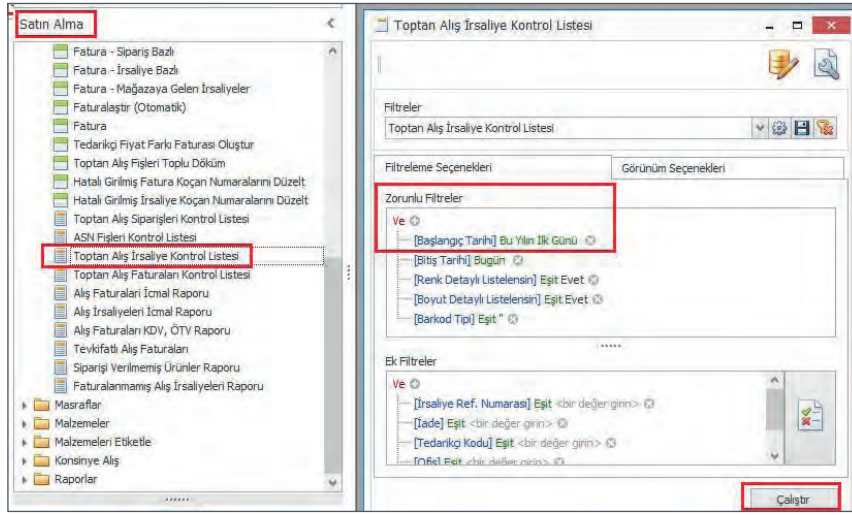 Satın Alma
Fatura - Sipariş Bazlı
Fatura - İrsaliye Bazlı
Fatura - Mağazaya Gelen İrsaliyeler
Faturalaştır (Otomatik)
Fatura
Tedarikçi Fiyat Farkı Faturası Oluştur
Toptan Alış Fişleri Toplu Döküm
Hatalı Girilmiş Fatura Koçan Numaralarını Düzelt
Hatalı Girilmiş İrsaliye Koçan Numaralarını Düzelt
Toptan Alış Siparişleri Kontrol Listesi
ASN Fişleri Kontrol Listesi
Toptan Alış İrsaliye Kontrol Listesi
Toptan Alış Faturaları Kontrol Listesi
Alış Faturaları İcmal Raporu
Alış İrsaliyeleri İcmal Raporu
Alış Faturaları KDV, ÖTV Raporu
Tevkifatlı Alış Faturaları
Siparişi Verilmemiş Ürünler Raporu
Faturalanmamış Alış İrsaliyeleri Raporu
Masraflar
Malzemeler
Malzemeleri Etiketle
Konsinye Alış
Raporlar
Toptan Alış İrsaliye Kontrol Listesi
Filtreler
Toptan Alış İrsaliye Kontrol Listesi
Filtreleme Seçenekleri
Görünüm Seçenekleri
Zorunlu Filtreler
Ve
[Başlangıç Tarihi] Bu Yılın İlk Günü
[Bitiş Tarihi] Bugün
[Renk Detaylı Listelensin] Eşit Evet
[Boyut Detaylı Listelensin] Eşit Evet
[Barkod Tipi] Eşit ''
Ek Filtreler
Ve
[İrsaliye Ref. Numarası] Eşit <bir değer girin>
[İade] Eşit <bir değer girin>
[Tedarikçi Kodu] Eşit <bir değer girin>
[Ofis] Eşit <bir değer girin>
Çalıştır